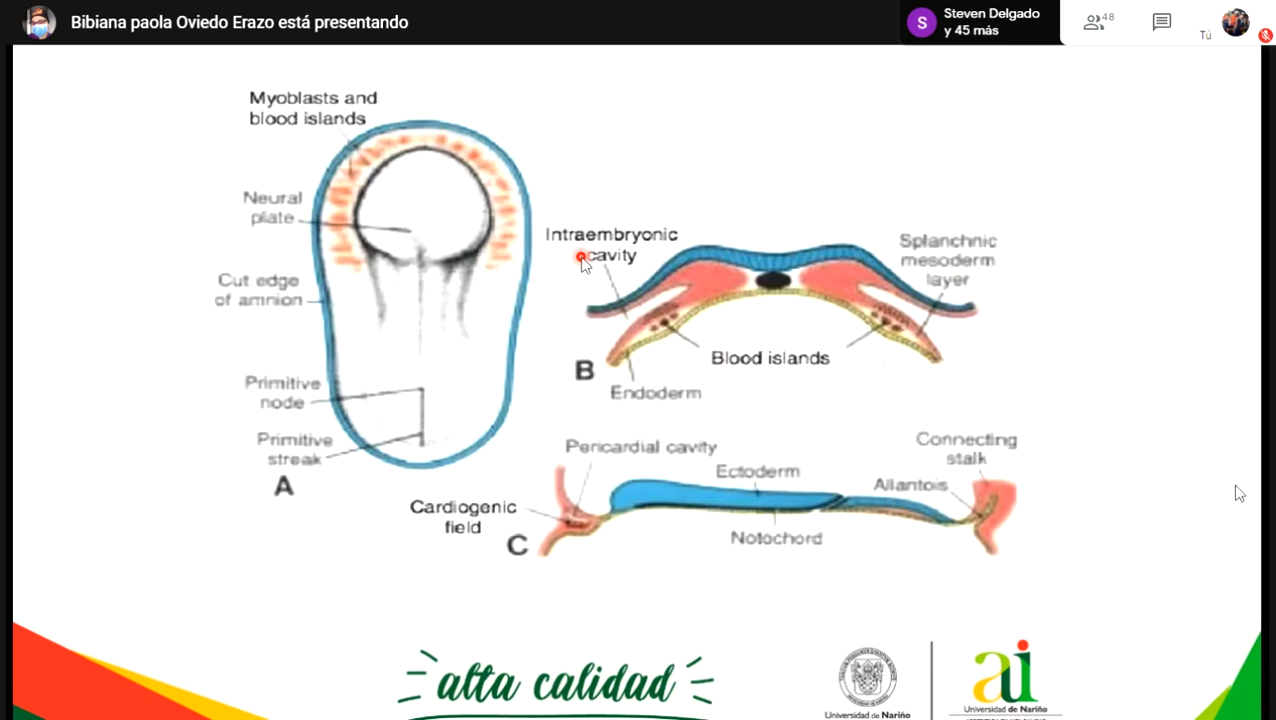 Bibiana paola Oviedo Erazo está presentando
Steven Delgado
y 45 más
48
Tú
S
Myoblasts and
blood islands
Neural
plate
Cut edge
of amnion
Primitive
node
Primitive
streak
A
Intraembryonic
cavity
Splanchnic
mesoderm
layer
Blood islands
B
Endoderm
Pericardial cavity
Ectoderm
Connecting
stalk
Allantois
Cardiogenic
field
C
Notochord
alta calidad
Universidad de Nariño
ai
Universidad de Nariño